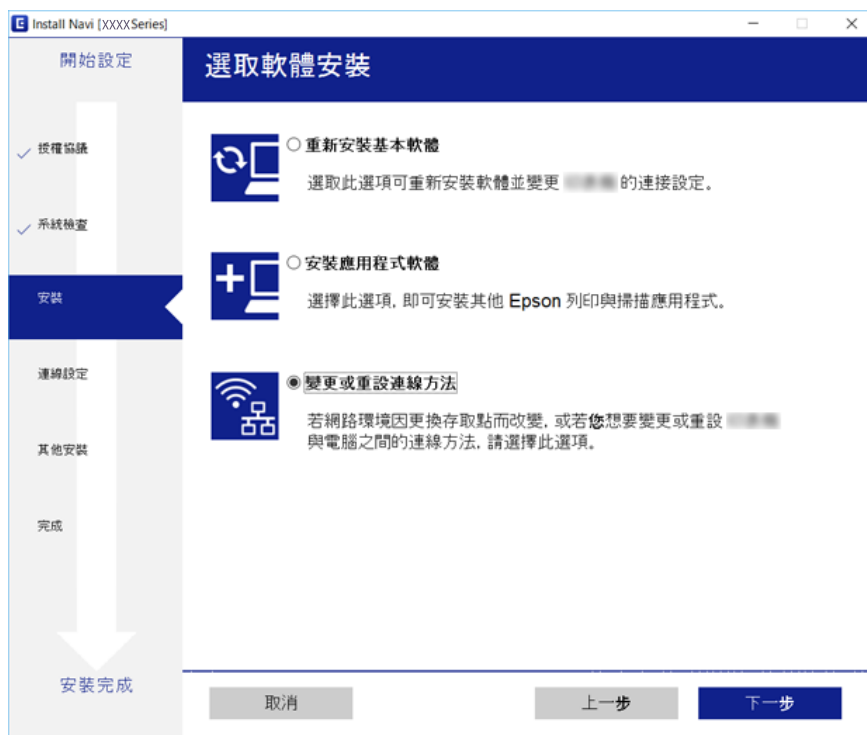 Install Navi [XXXX Series]
開始設定
授權協議
系統檢查
安裝
連線設定
其他安裝
完成
安裝完成
選取軟體安裝
重新安裝基本軟體
選取此選項可重新安裝軟體並變更 的連接設定。
安裝應用程式軟體
選擇此選項, 即可安裝其他 Epson 列印與掃描應用程式。
變更或重設連線方法
若網路環境因更換存取點而改變, 或若您想要變更或重設
與電腦之間的連線方法, 請選擇此選項。
取消
上一步
下一步